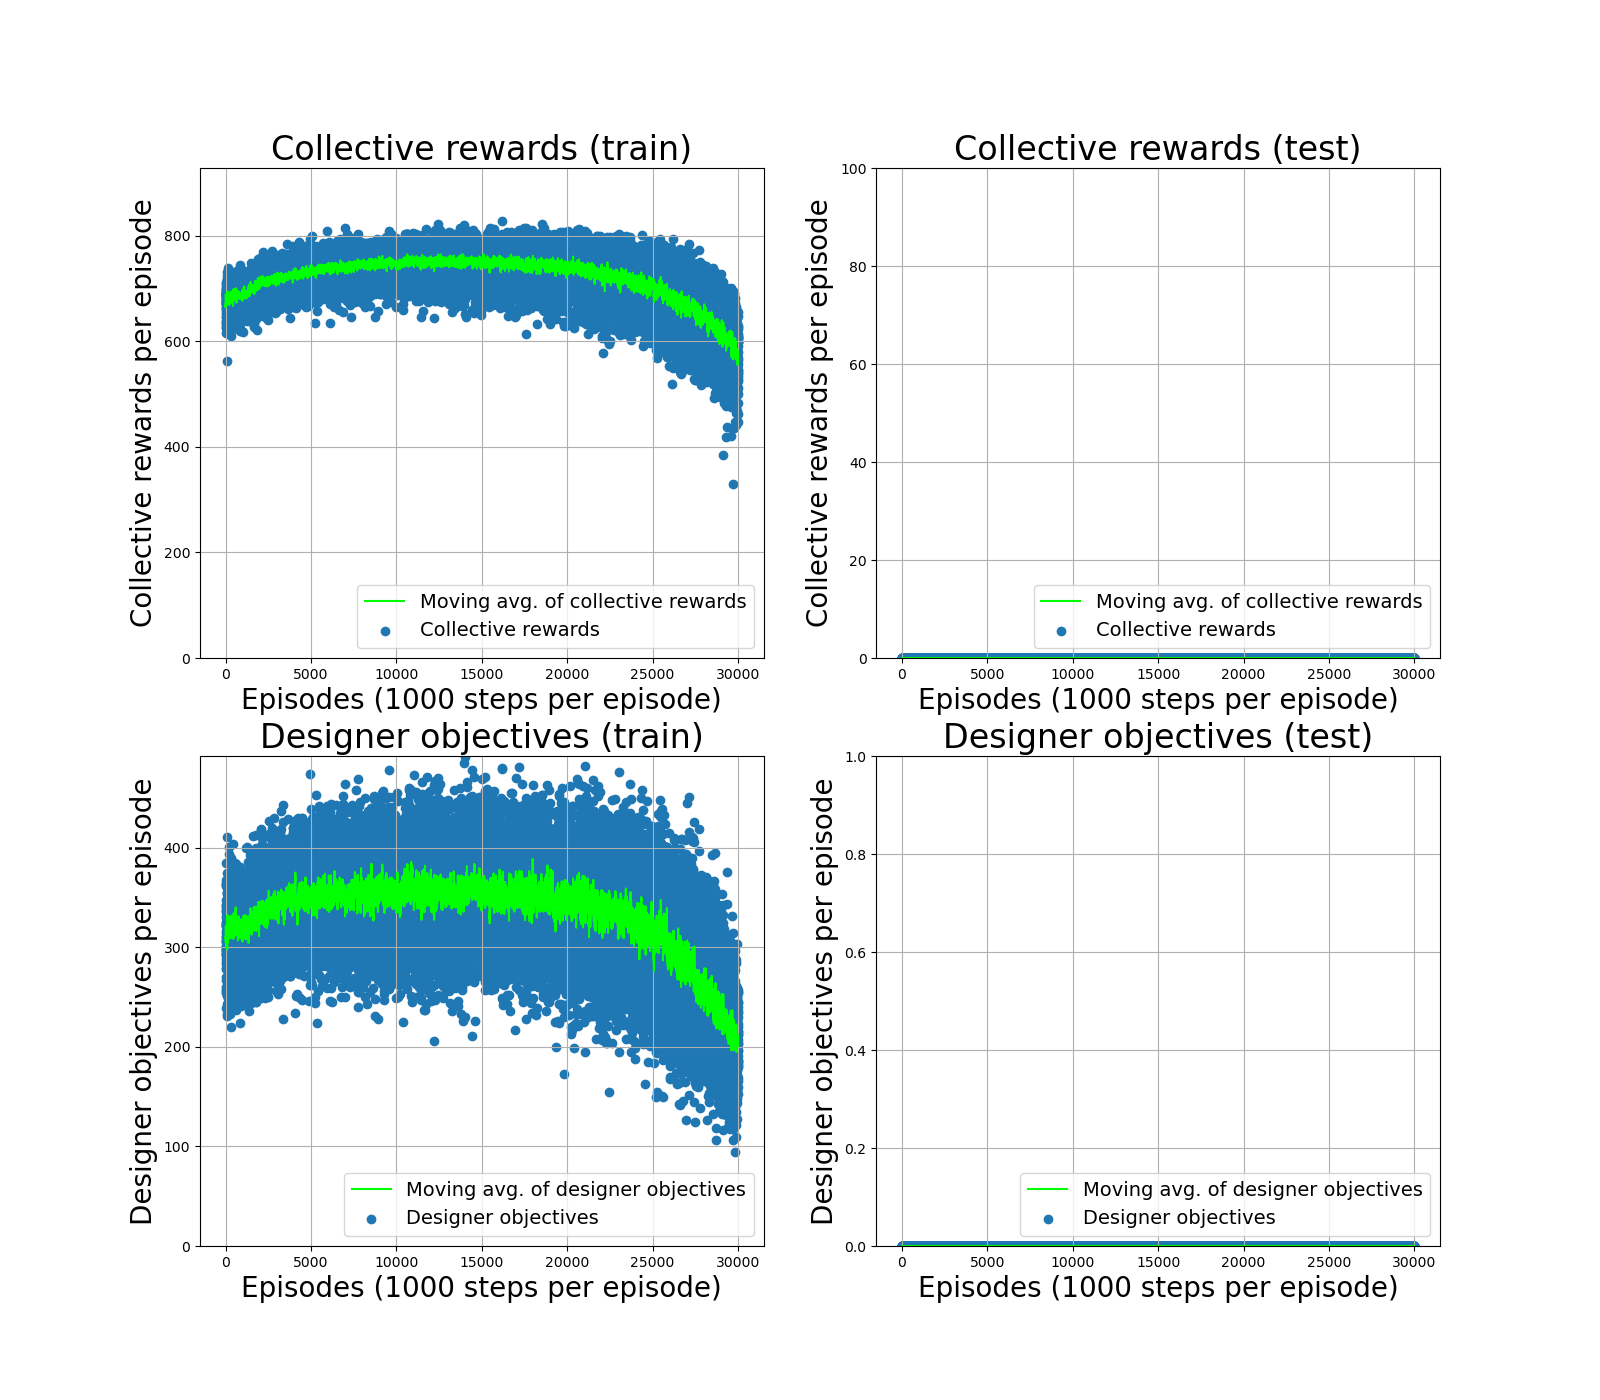 Collective rewards (train)
Collective rewards per episode
800
600
400
200
0
Moving avg. of collective rewards
Collective rewards
0 5000 10000 15000 20000 25000 30000
Episodes (1000 steps per episode)
Collective rewards (test)
Collective rewards per episode
100
80
60
40
20
0
Moving avg. of collective rewards
Collective rewards
0 5000 10000 15000 20000 25000 30000
Episodes (1000 steps per episode)
Designer objectives (train)
Designer objectives per episode
400
300
200
100
0
Moving avg. of designer objectives
Designer objectives
0 5000 10000 15000 20000 25000 30000
Episodes (1000 steps per episode)
Designer objectives (test)
Designer objectives per episode
1.0
0.8
0.6
0.4
0.2
0.0
Moving avg. of designer objectives
Designer objectives
0 5000 10000 15000 20000 25000 30000
Episodes (1000 steps per episode)